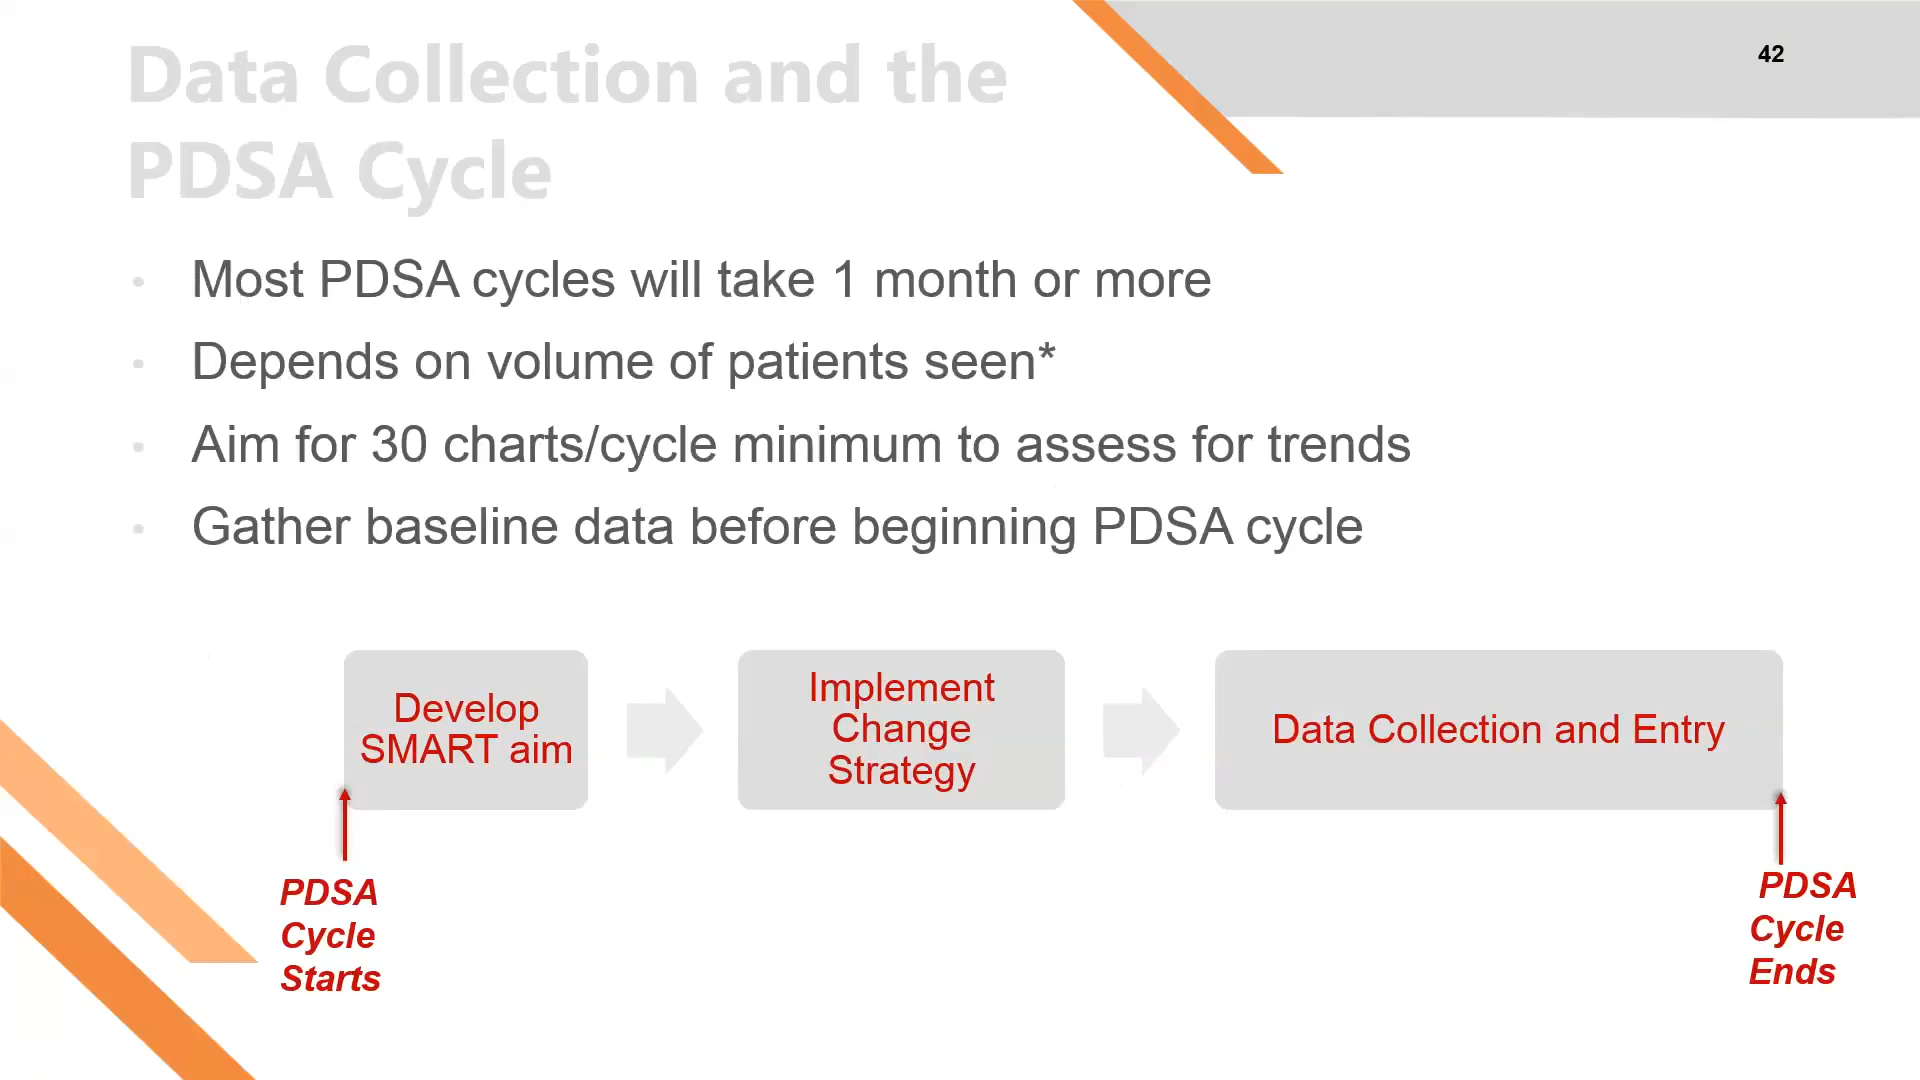 42
Data Collection and the
PDSA Cycle
• Most PDSA cycles will take 1 month or more
• Depends on volume of patients seen*
• Aim for 30 charts/cycle minimum to assess for trends
• Gather baseline data before beginning PDSA cycle
Develop
SMART aim
Implement
Change
Strategy
Data Collection and Entry
PDSA
Cycle
Starts
PDSA
Cycle
Ends